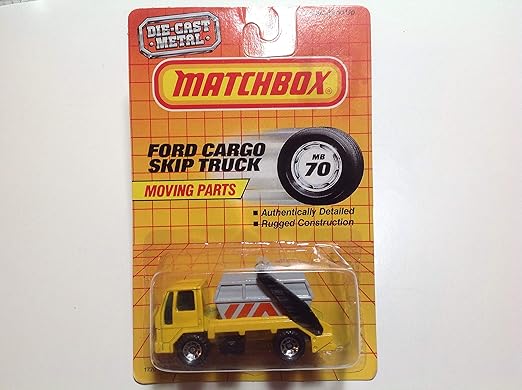 DIE-CAST
METAL
MATCHBOX
FORD CARGO
SKIP TRUCK
MB
70
MOVING PARTS
■ Authentically Detailed
■ Rugged Construction